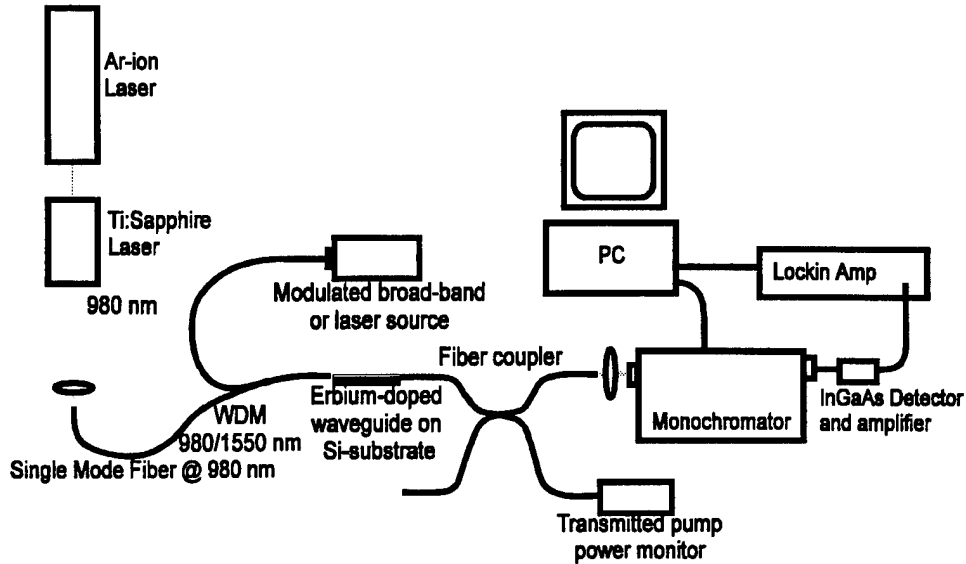 Ar-ion
Laser
Ti:Sapphire
Laser
980 nm
Modulated broad-band
or laser source
PC
Lockin Amp
Fiber coupler
Monochromator
InGaAs Detector
and amplifier
Erbium-doped
waveguide on
Si-substrate
WDM
980/1550 nm
Single Mode Fiber @ 980 nm
Transmitted pump
power monitor